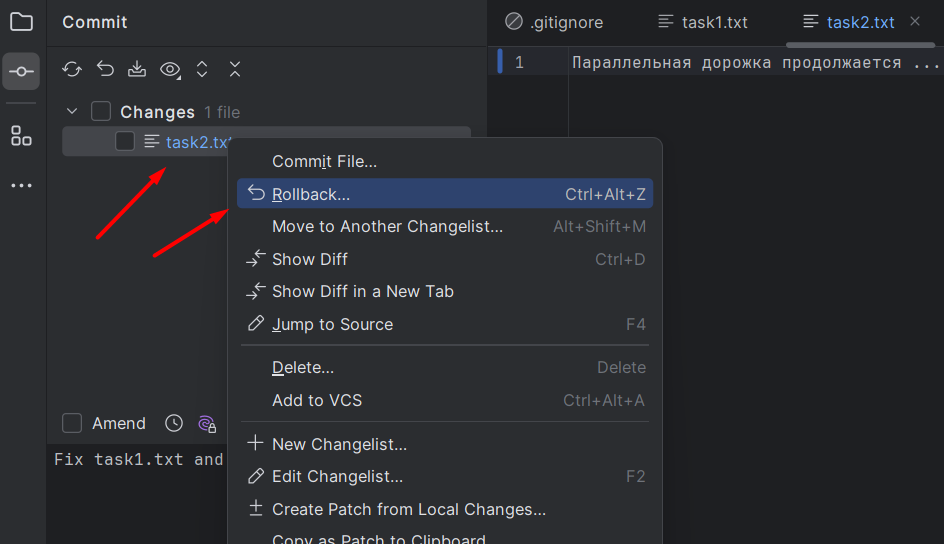 Commit
.gitignore
task1.txt
task2.txt
1
Параллельная дорожка продолжается ...
Changes 1 file
task2.txt
Commit File...
Rollback... Ctrl+Alt+Z
Move to Another Changelist... Alt+Shift+M
Show Diff Ctrl+D
Show Diff in a New Tab
Jump to Source F4
Delete... Delete
Add to VCS Ctrl+Alt+A
New Changelist...
Edit Changelist... F2
Create Patch from Local Changes...
Copy as Patch to Clipboard
Amend
Fix task1.txt and